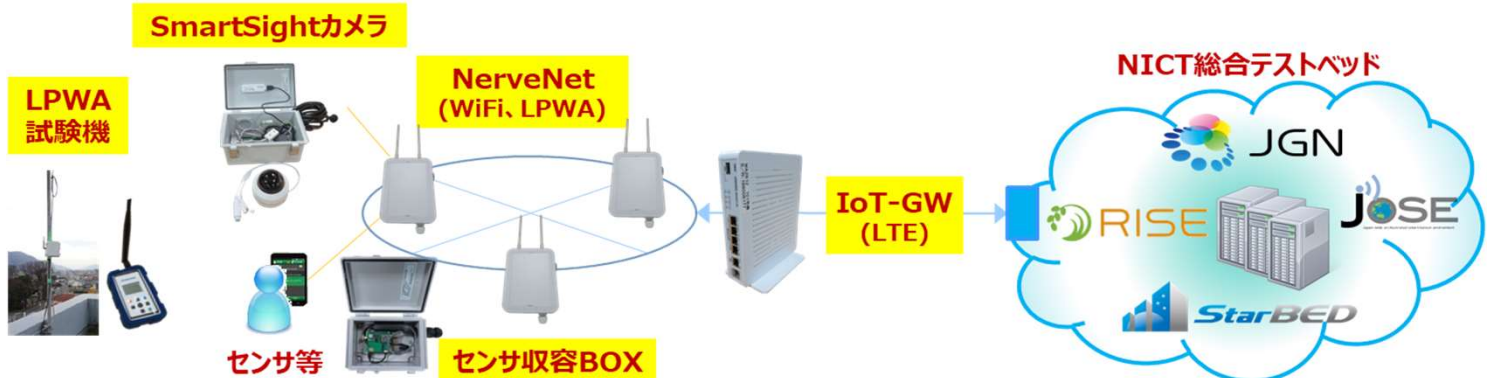 SmartSightカメラ
LPWA
試験機
NerveNet
(WiFi、LPWA)
センサ等
センサ収容BOX
IoT-GW
(LTE)
NICT総合テストベッド
JGN
RISE
JOSE
StarBED